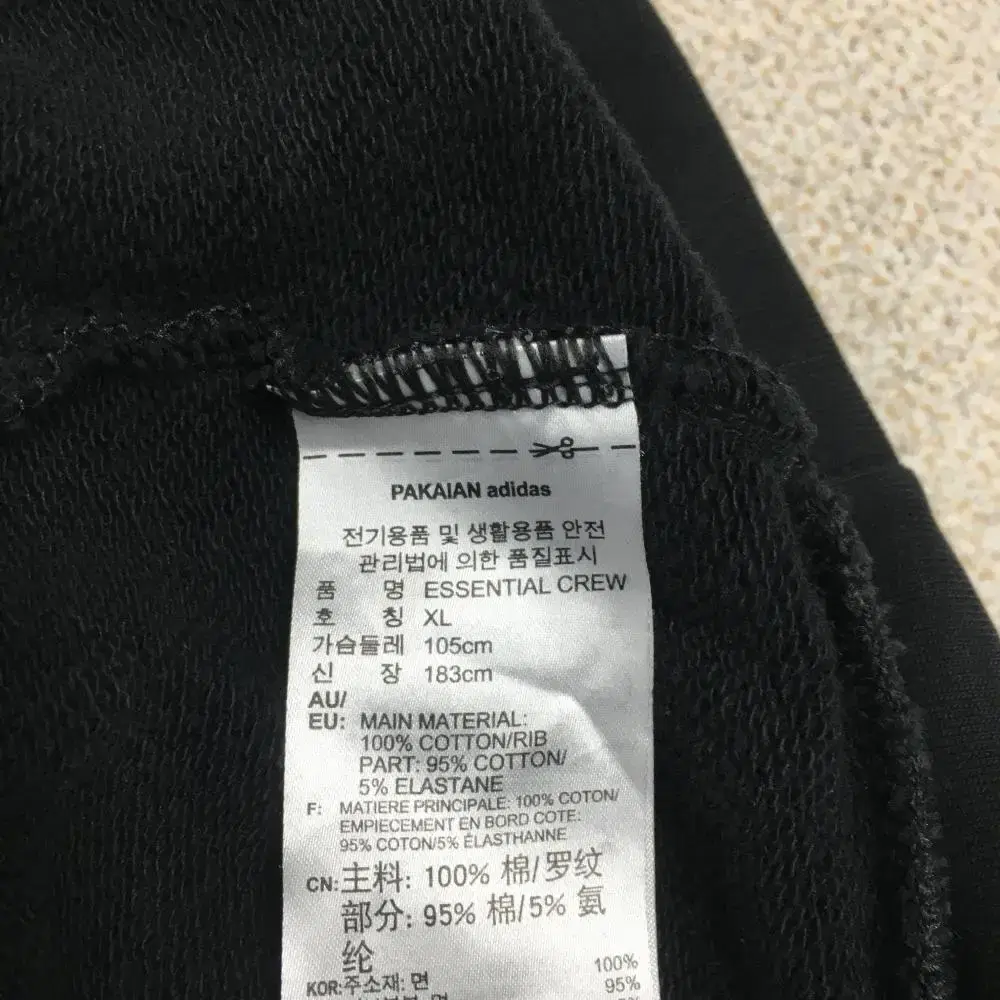 PAKAIAN adidas
전기용품 및 생활용품 안전
관리법에 의한 품질표시
품 명 ESSENTIAL CREW
호 칭 XL
가슴둘레 105cm
신 장 183cm
AU/
EU: MAIN MATERIAL:
100% COTTON/RIB
PART: 95% COTTON/
5% ELASTANE
F: MATIERE PRINCIPALE: 100% COTON/
EMPIECEMENT EN BORD COTE:
95% COTON/5% ÉLASTHANNE
CN:主料: 100% 棉/罗纹
部分: 95% 棉/5% 氨
纶
KOR:주소재: 면 100%
95%